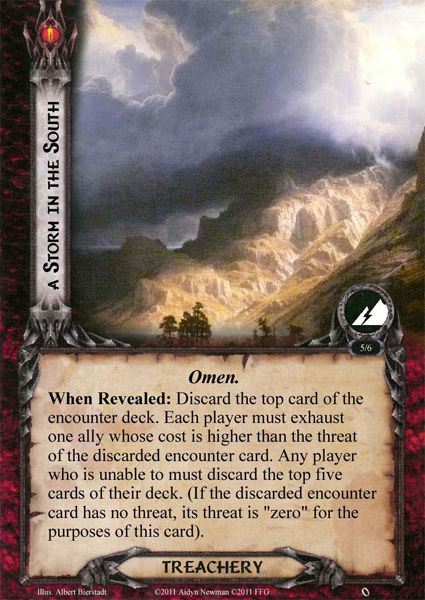 A STORM IN THE SOUTH
5/6
Omen.
When Revealed: Discard the top card of the
encounter deck. Each player must exhaust
one ally whose cost is higher than the threat
of the discarded encounter card. Any player
who is unable to must discard the top five
cards of their deck. (If the discarded encounter
card has no threat, its threat is "zero" for the
purposes of this card).
TREACHERY
Illus. Albert Bierstadt ©2011 Aidyn Newman ©2011 FFG